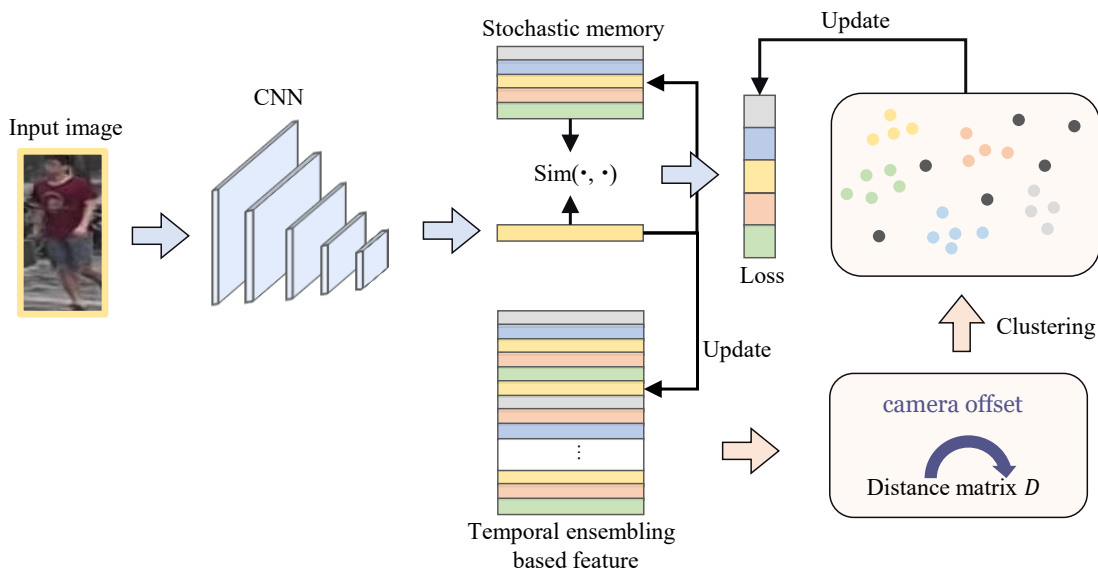 Input image
CNN
Stochastic memory
Sim(·, ·)
Update
Loss
Update
Clustering
camera offset
Distance matrix D
⋮
Temporal ensembling
based feature